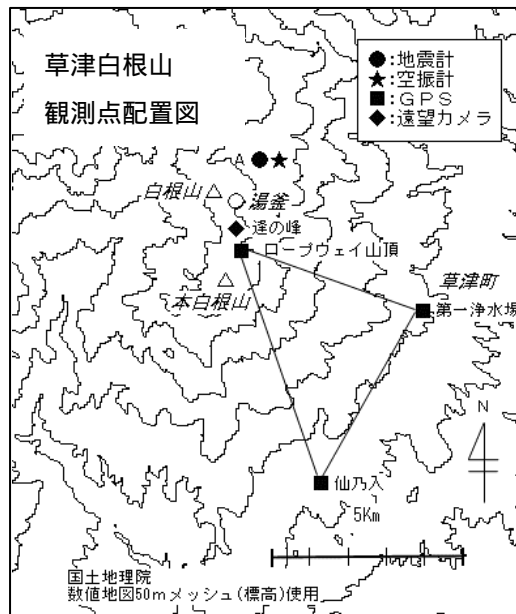 草津白根山
観測点配置図
●:地震計
★:空振計
■:GPS
◆:遠望カメラ
A
白根山
湯釜
逢の峰
ロープウェイ山頂
本白根山
草津町
第一浄水場
N
仙乃入
5Km
国土地理院
数値地図50mメッシュ(標高)使用